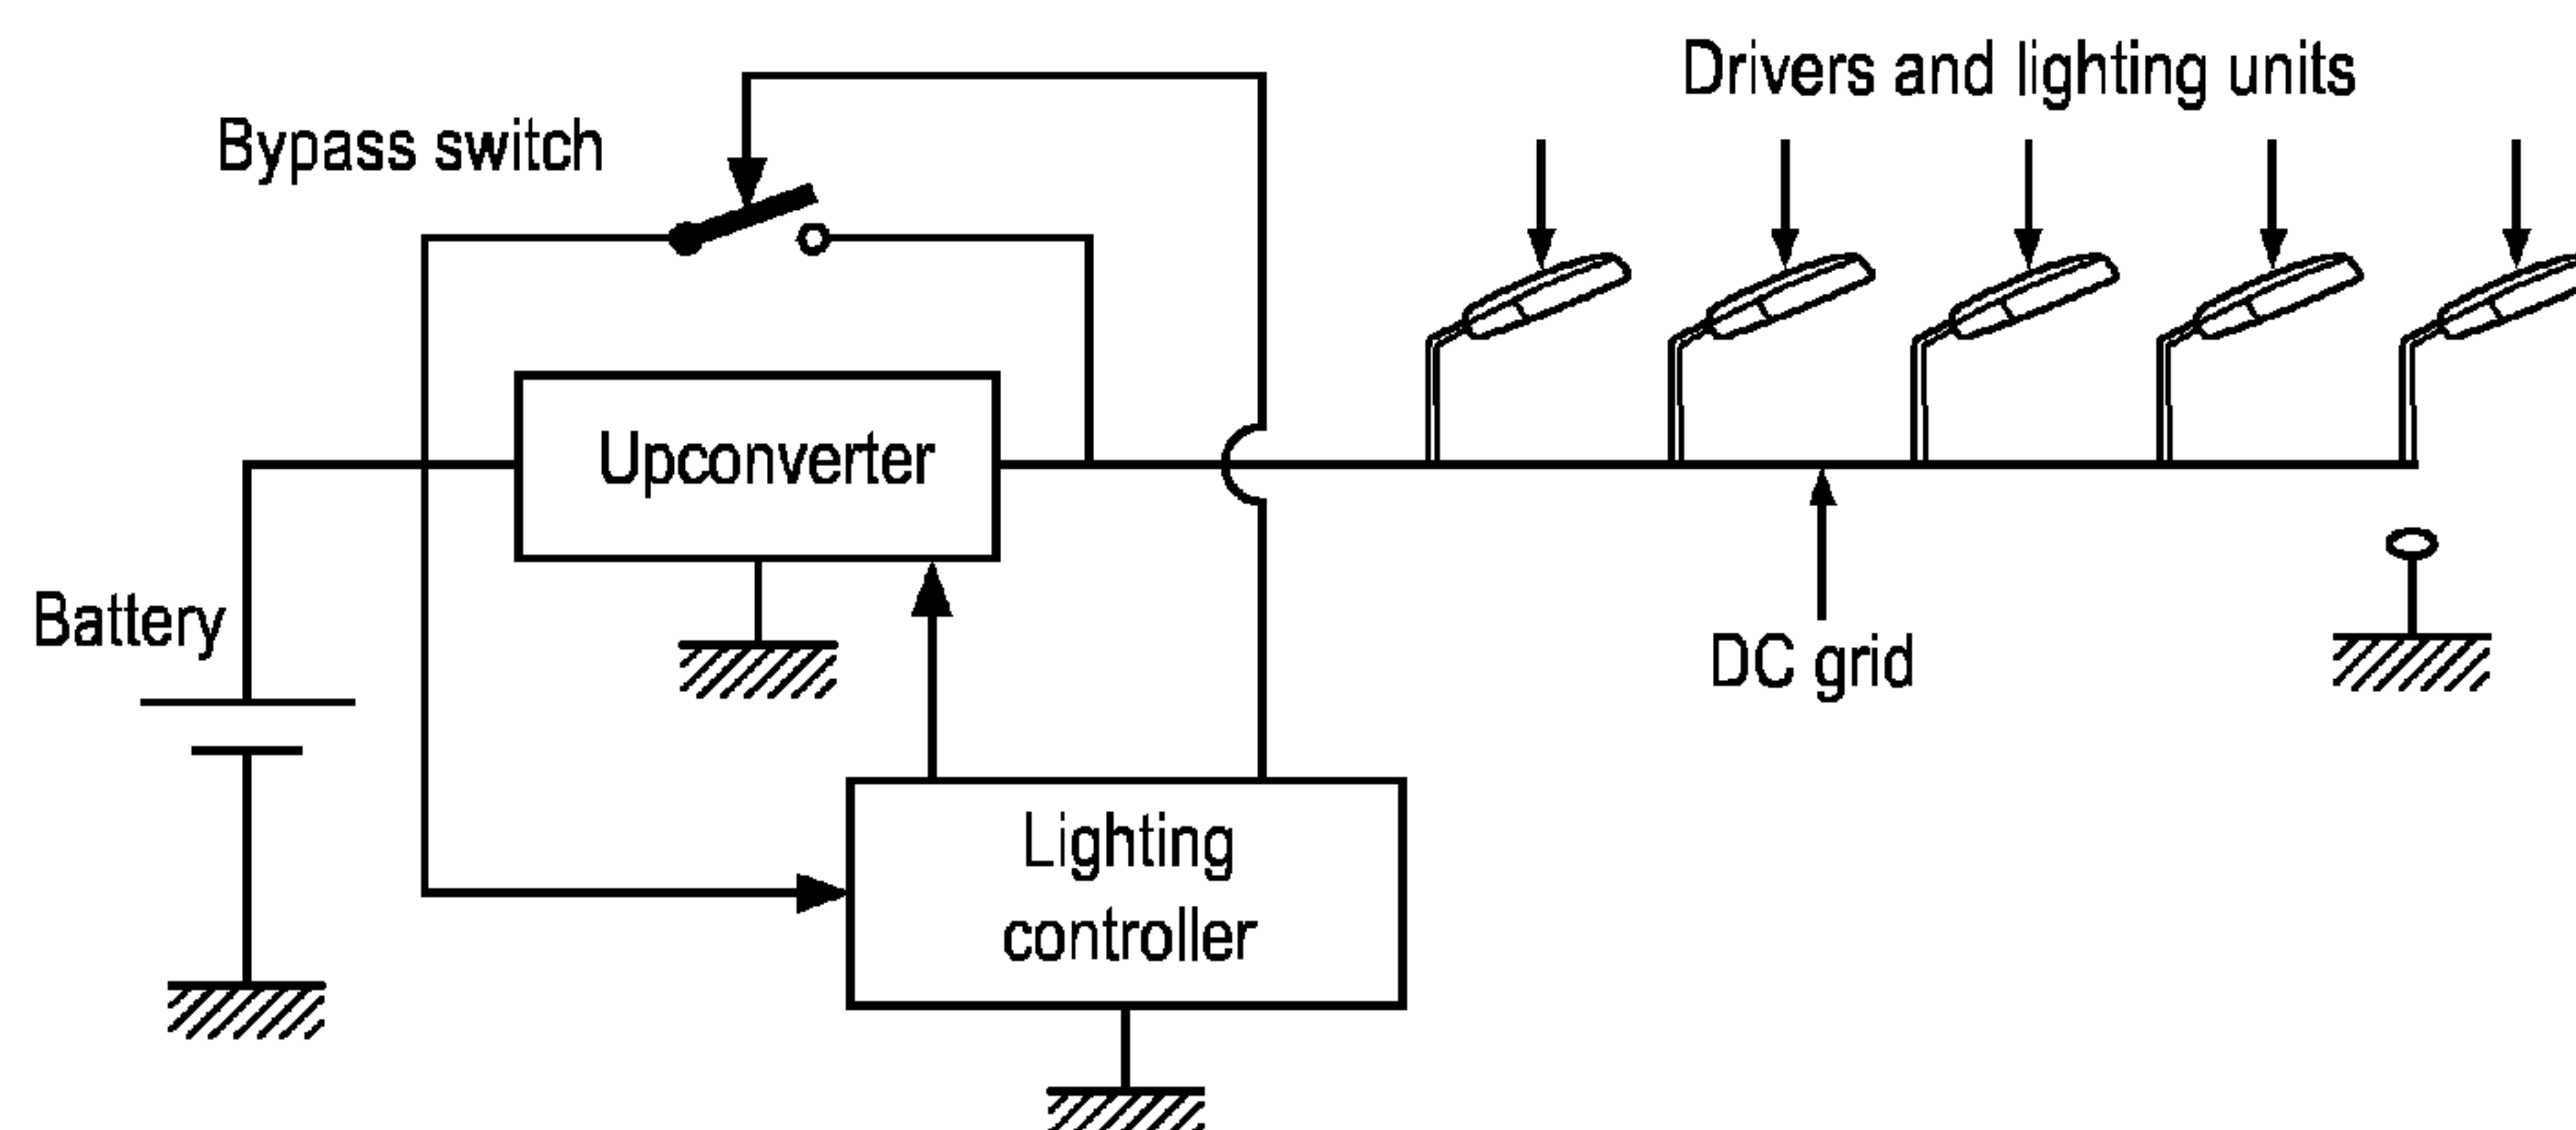 Drivers and lighting units
Bypass switch
Upconverter
Battery
DC grid
Lighting
controller